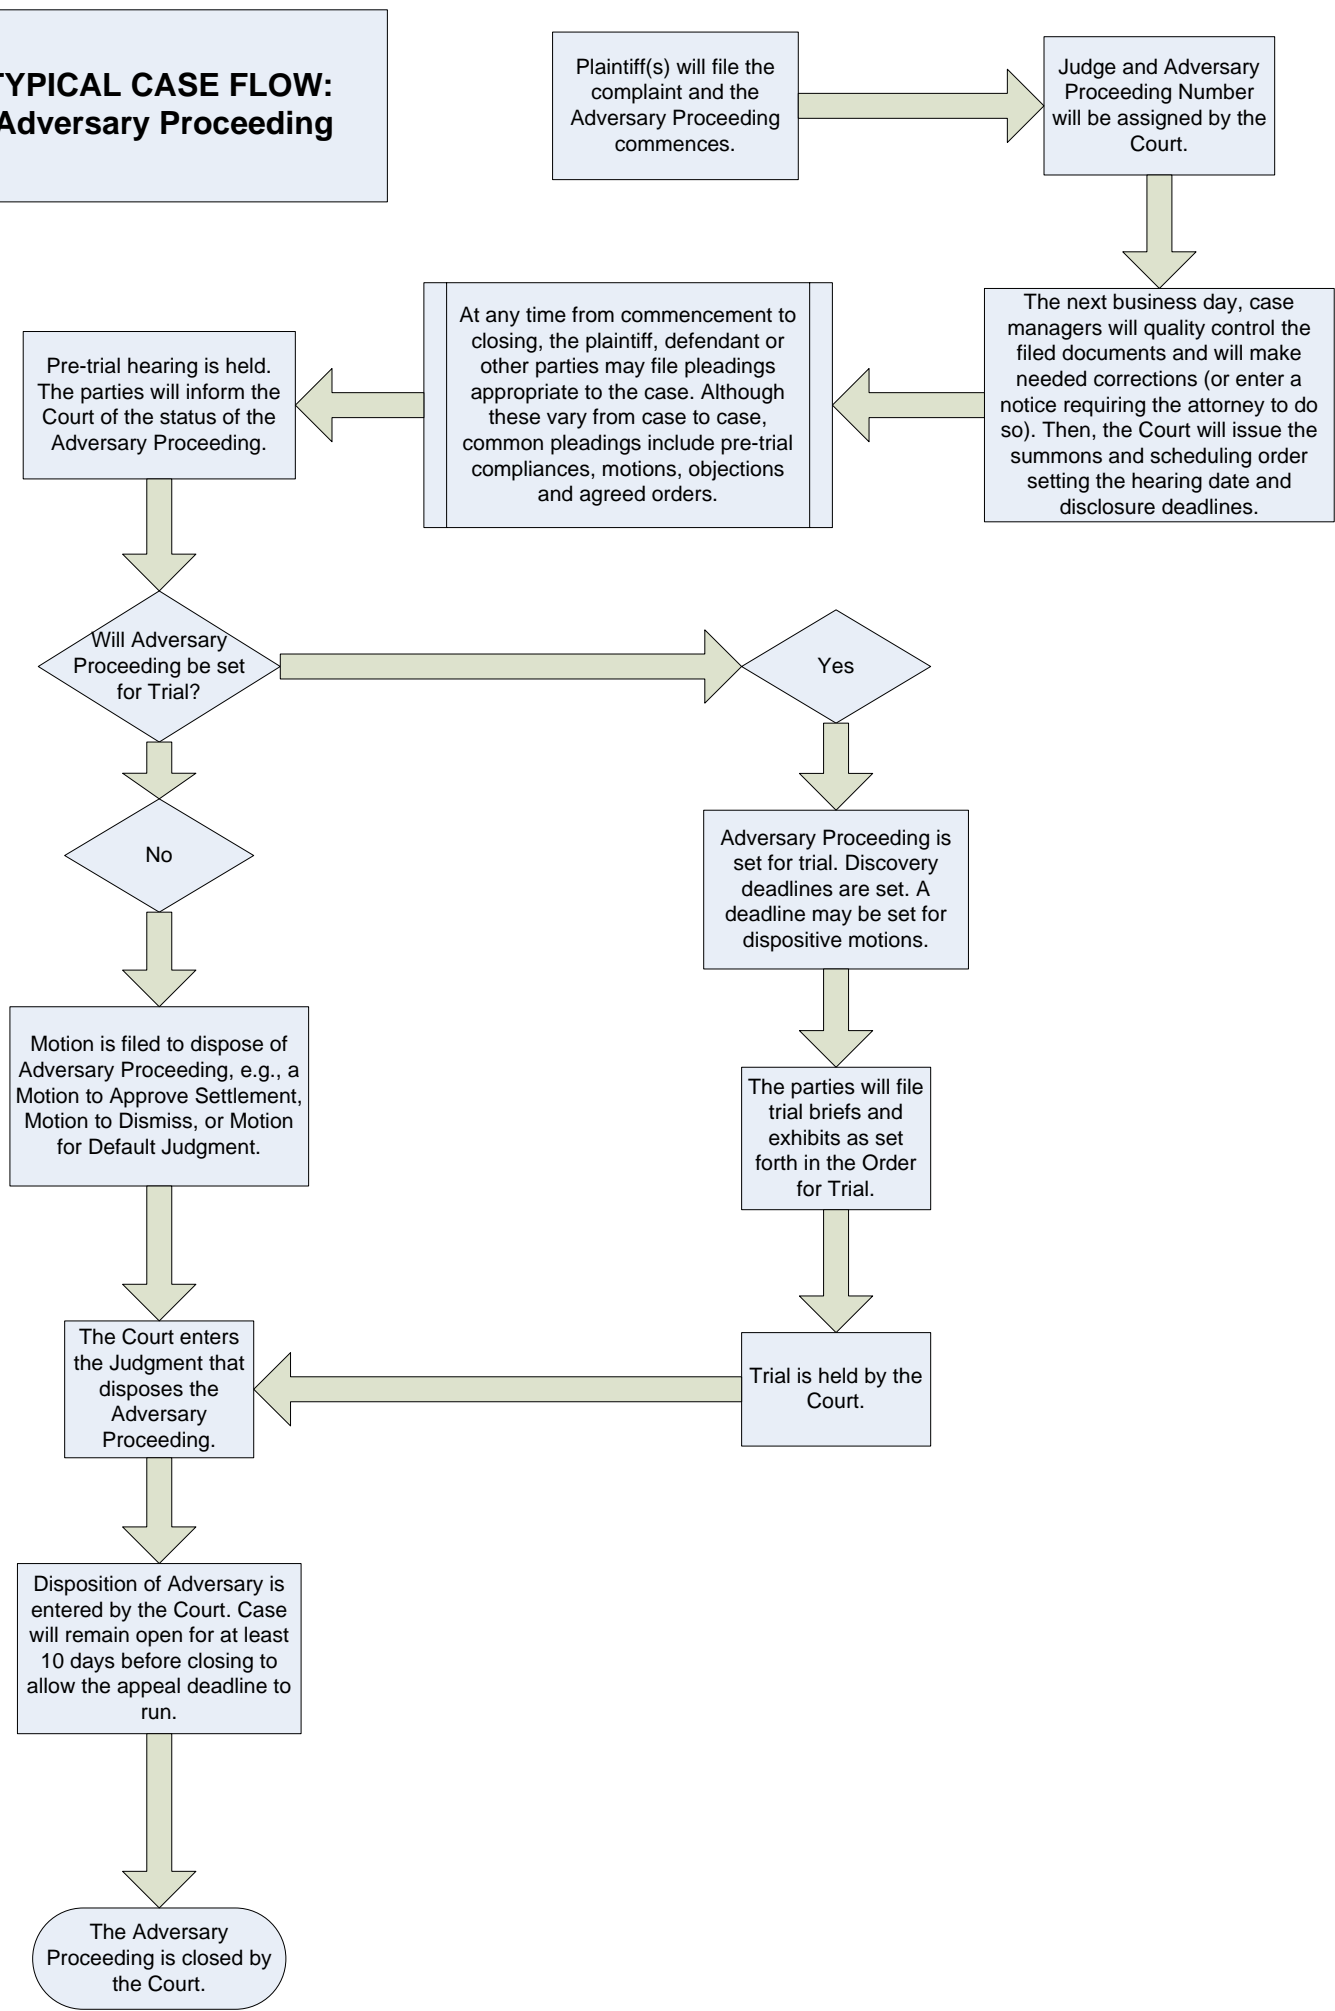 TYPICAL CASE FLOW:
Adversary Proceeding
Plaintiff(s) will file the
complaint and the
Adversary Proceeding
commences.
Judge and Adversary
Proceeding Number
will be assigned by the
Court.
The next business day, case
managers will quality control the
filed documents and will make
needed corrections (or enter a
notice requiring the attorney to do
so). Then, the Court will issue the
summons and scheduling order
setting the hearing date and
disclosure deadlines.
At any time from commencement to
closing, the plaintiff, defendant or
other parties may file pleadings
appropriate to the case. Although
these vary from case to case,
common pleadings include pre-trial
compliances, motions, objections
and agreed orders.
Pre-trial hearing is held.
The parties will inform the
Court of the status of the
Adversary Proceeding.
Will Adversary
Proceeding be set
for Trial?
Yes
No
Adversary Proceeding is
set for trial. Discovery
deadlines are set. A
deadline may be set for
dispositive motions.
Motion is filed to dispose of
Adversary Proceeding, e.g., a
Motion to Approve Settlement,
Motion to Dismiss, or Motion
for Default Judgment.
The parties will file
trial briefs and
exhibits as set
forth in the Order
for Trial.
Trial is held by the
Court.
The Court enters
the Judgment that
disposes the
Adversary
Proceeding.
Disposition of Adversary is
entered by the Court. Case
will remain open for at least
10 days before closing to
allow the appeal deadline to
run.
The Adversary
Proceeding is closed by
the Court.